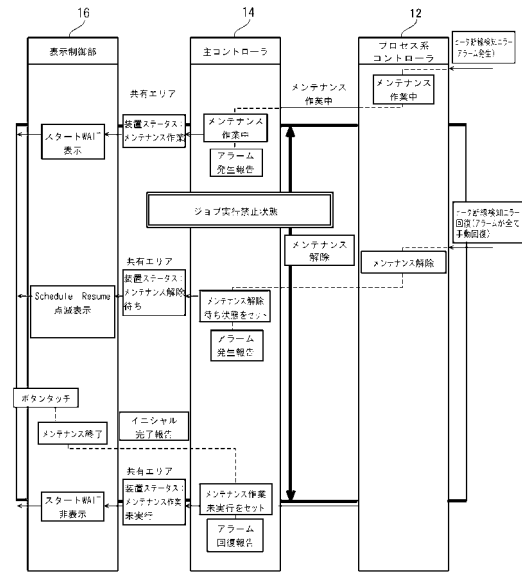 16
14
12
表示制御部
主コントローラ
プロセス系
コントローラ
ヒータ断線検知エラー
アラーム発生)
メンテナンス
作業中
メンテナンス
作業中
共有エリア
装置ステータス：
メンテナンス作業
メンテナンス
作業中
スタートWAIT
表示
アラーム
発生報告
ジョブ実行禁止状態
ヒータ断線検知エラー
回復(アラームが全て
手動回復)
メンテナンス
解除
メンテナンス解除
共有エリア
装置ステータス：
メンテナンス解除
待ち
Schedule Resume
点滅表示
メンテナンス解除
待ち状態をセット
アラーム
発生報告
ボタンタッチ
メンテナンス終了
イニシャル
完了報告
共有エリア
装置ステータス：
メンテナンス作業
未実行
スタートWAIT
非表示
メンテナンス作業
未実行をセット
アラーム
回復報告